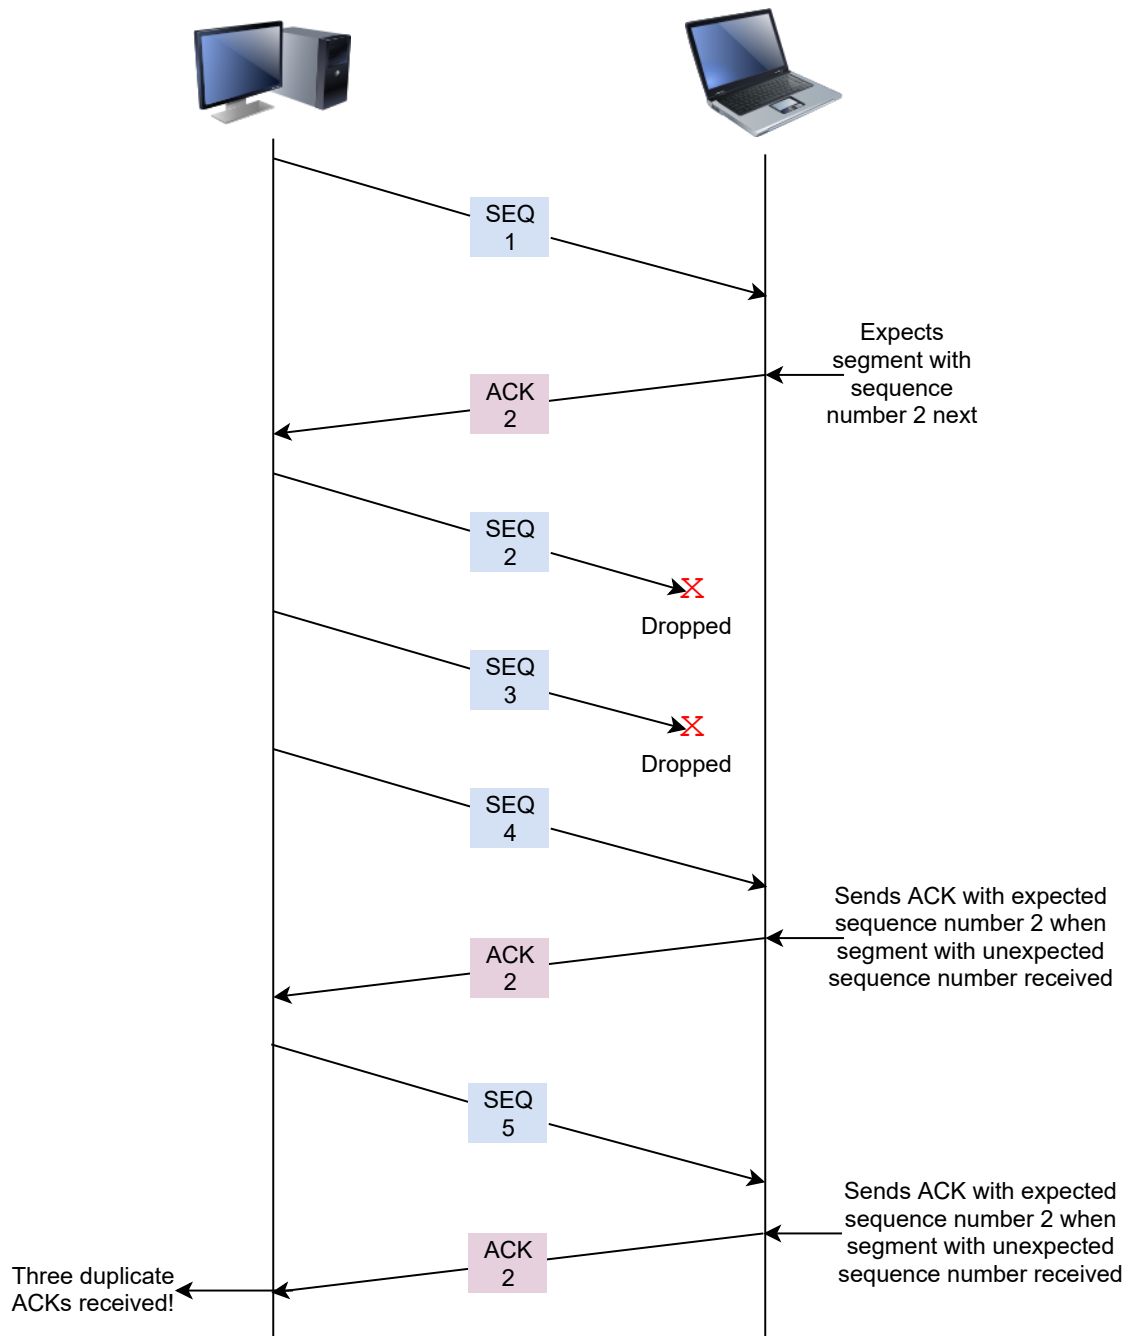 SEQ
1
Expects
segment with
sequence
number 2 next
ACK
2
SEQ
2
Dropped
SEQ
3
Dropped
SEQ
4
Sends ACK with expected
sequence number 2 when
segment with unexpected
sequence number received
ACK
2
SEQ
5
Sends ACK with expected
sequence number 2 when
segment with unexpected
sequence number received
ACK
2
Three duplicate
ACKs received!